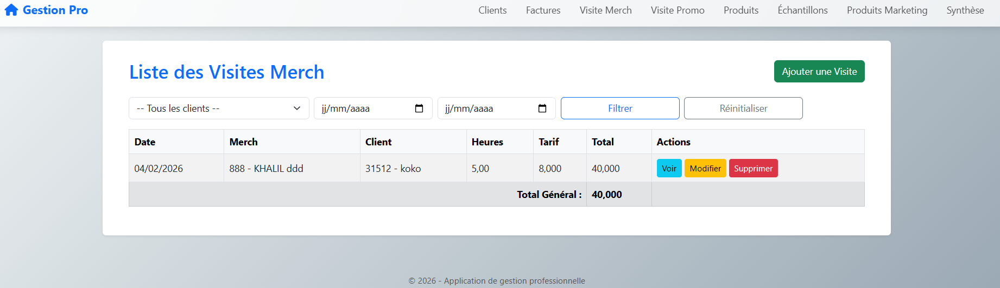 Gestion Pro Clients Factures Visite Merch Visite Promo Produits Échantillons Produits Marketing Synthèse
Liste des Visites Merch Ajouter une Visite
-- Tous les clients -- jj/mm/aaaa jj/mm/aaaa Filtrer Réinitialiser
Date Merch Client Heures Tarif Total Actions
04/02/2026 888 - KHALIL ddd 31512 - koko 5,00 8,000 40,000 Voir Modifier Supprimer
Total Général : 40,000
© 2026 - Application de gestion professionnelle